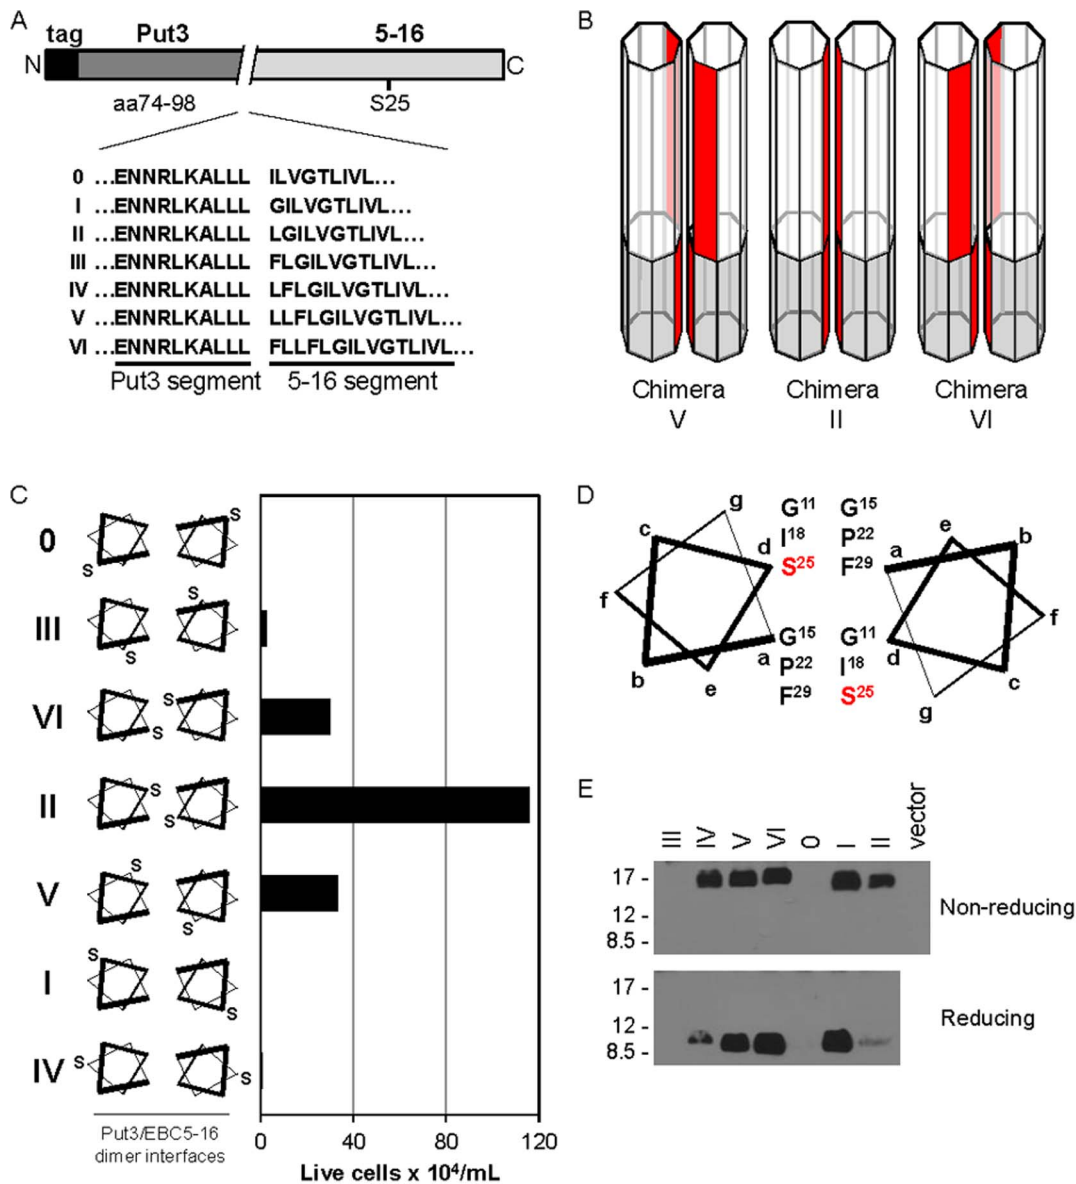 A
tag Put3 5-16
N C
aa74-98 S25
0 ...ENNRLKALLL ILVGTLIVL...
I ...ENNRLKALLL GILVGTLIVL...
II ...ENNRLKALLL LGILVGTLIVL...
III ...ENNRLKALLL FLGILVGTLIVL...
IV ...ENNRLKALLL LFLGILVGTLIVL...
V ...ENNRLKALLL LLFLGILVGTLIVL...
VI ...ENNRLKALLL FLLFLGILVGTLIVL...
Put3 segment 5-16 segment
B
Chimera V
Chimera II
Chimera VI
C
0 S S
III S S
VI S S
II S S
V S S
I S S
IV S S
Put3/EBC5-16
dimer interfaces
0 40 80 120
Live cells x 10⁴/mL
D
g G¹¹ G¹⁵ e b
c d I¹⁸ P²² a
S²⁵ F²⁹
f f
a G¹⁵ G¹¹ d
b e P²² I¹⁸ c
F²⁹ S²⁵ g
E
III IV V VI 0 I II vector
17 -
12 -
8.5 -
Non-reducing
17 -
12 -
8.5 -
Reducing